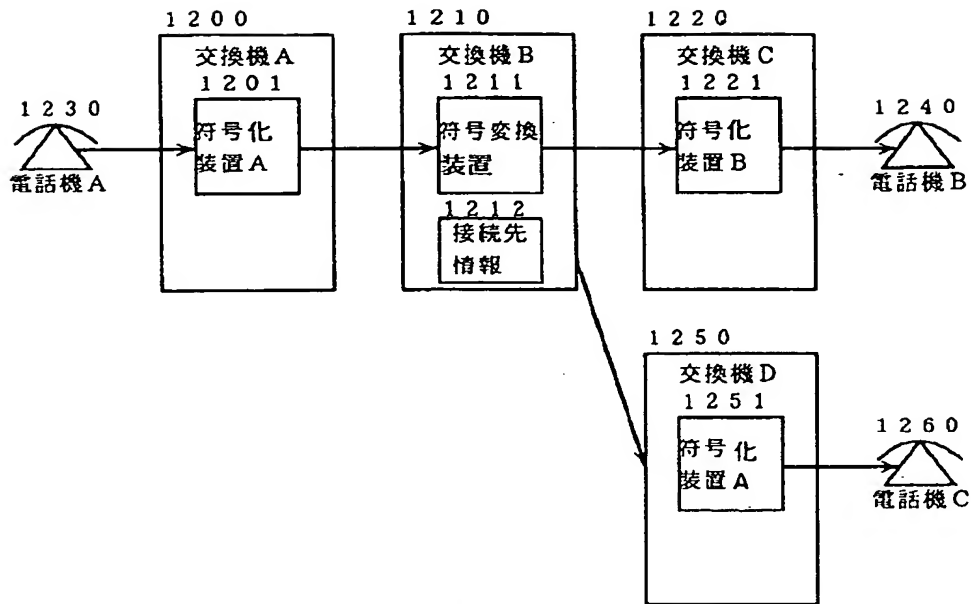 1200
交換機A
1201
符号化
装置A
1210
交換機B
1211
符号変換
装置
1212
接続先
情報
1220
交換機C
1221
符号化
装置B
1230
電話機A
1240
電話機B
1250
交換機D
1251
符号化
装置A
1260
電話機C